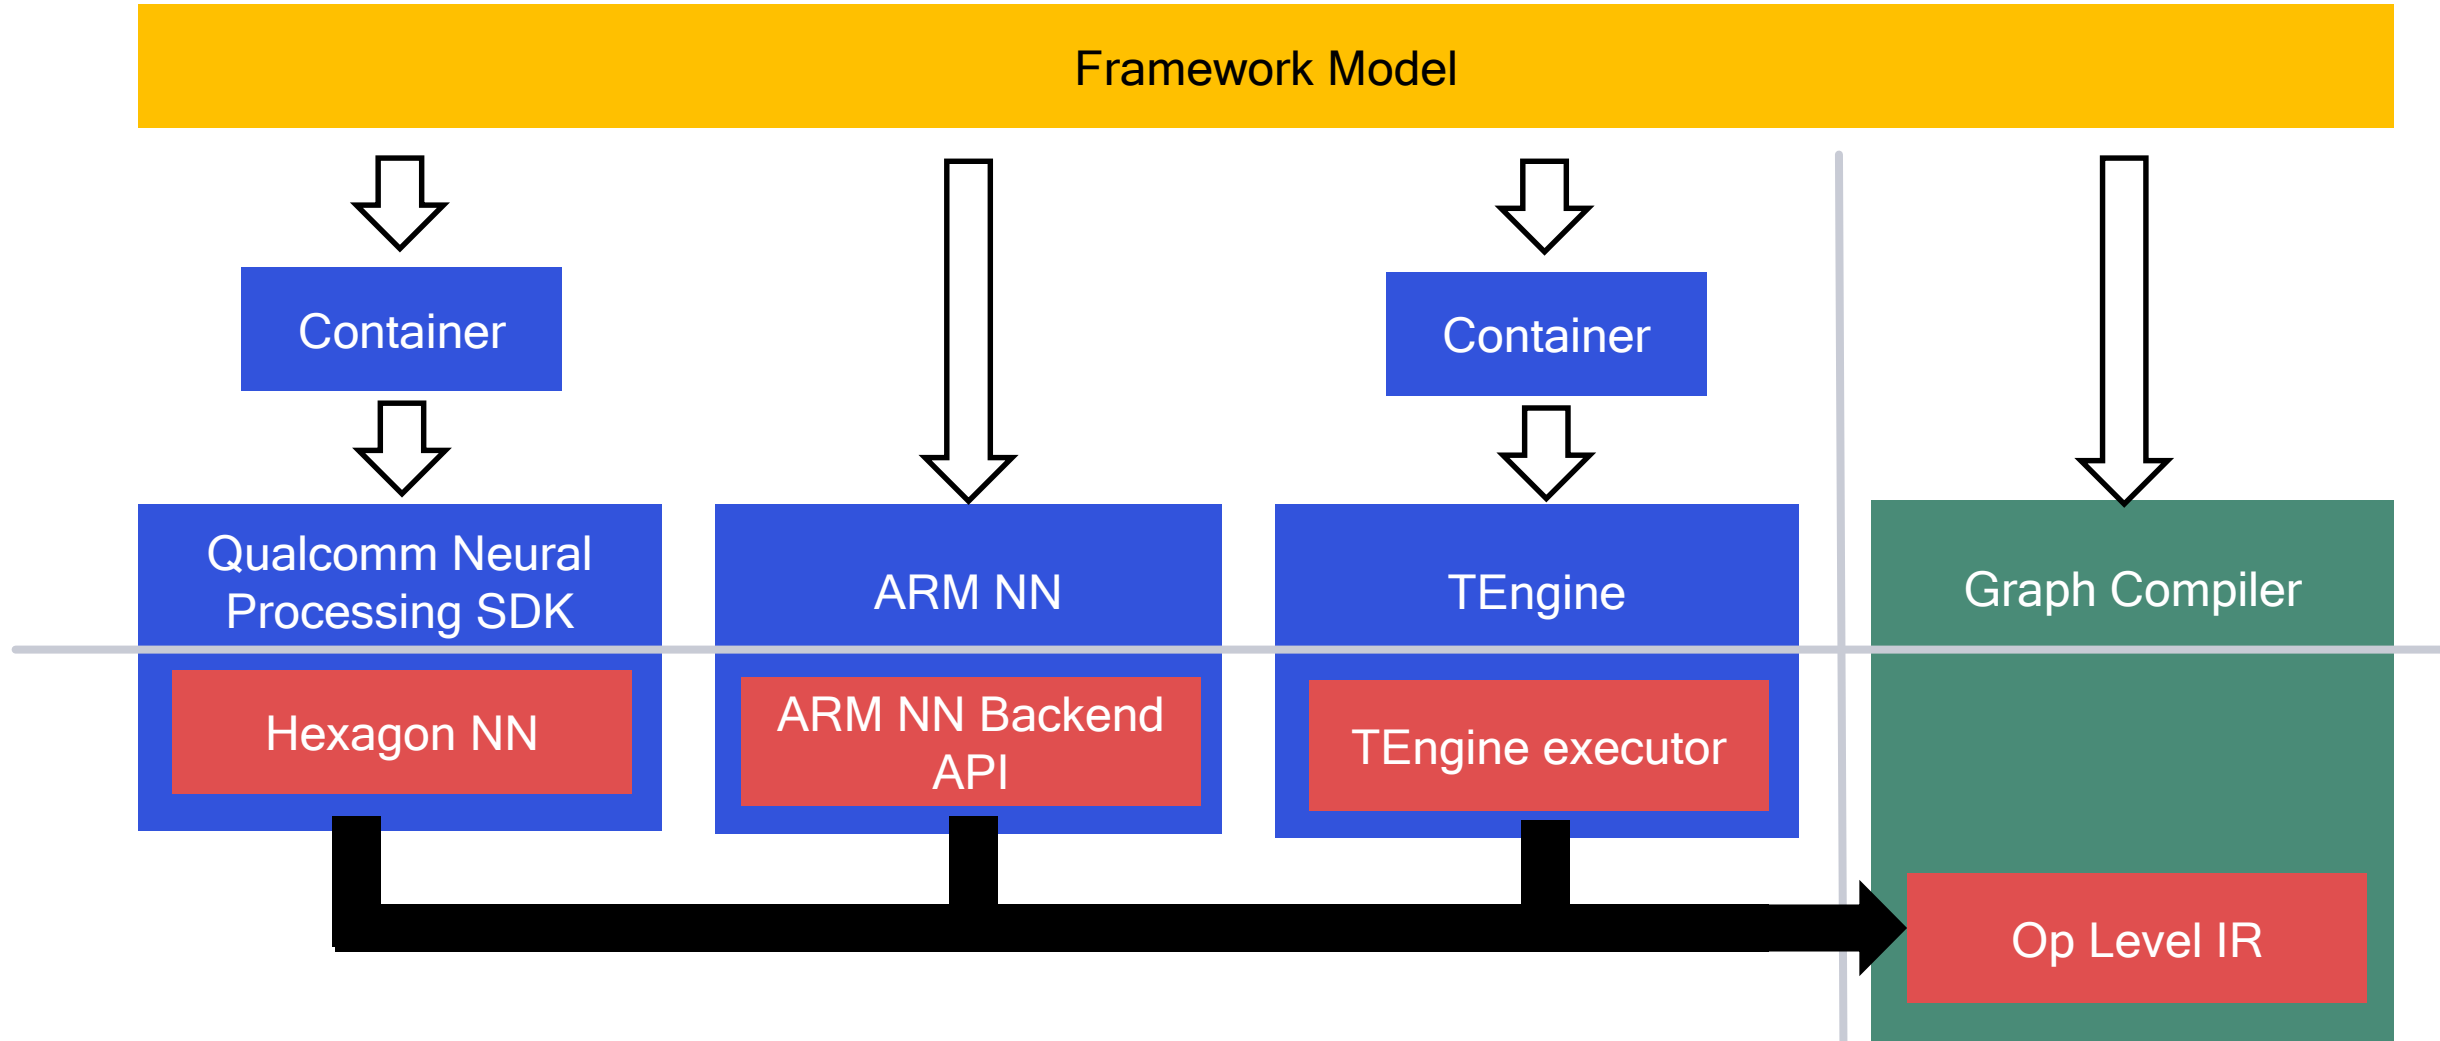 Framework Model
Container
Container
Qualcomm Neural
Processing SDK
ARM NN
TEngine
Graph Compiler
Hexagon NN
ARM NN Backend
API
TEngine executor
Op Level IR